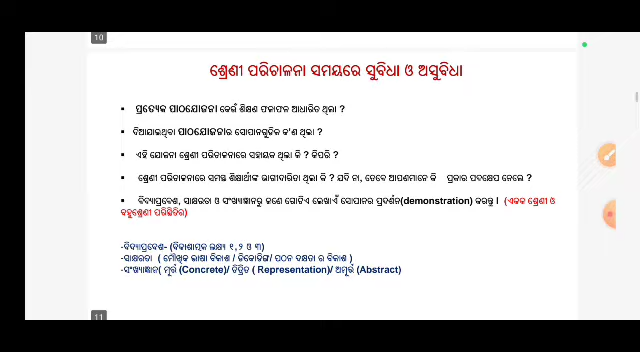 10
ଶ୍ରେଣୀ ପରିଚାଳନା ସମୟରେ ସୁବିଧା ଓ ଅସୁବିଧା
▪ ପ୍ରତ୍ୟେକ ପାଠଯୋଜନା କେଉଁ ଶିକ୍ଷଣ ଫଳାଫଳ ଆଧାରିତ ଥିଲା ?
▪ ଦିଆଯାଇଥିବା ପାଠଯୋଜନାର ସୋପାନଗୁଡିକ କ'ଣ ଥିଲା ?
▪ ଏହି ଯୋଜନା ଶ୍ରେଣୀ ପରିଚାଳନାରେ ସହାୟକ ଥିଲା କି ? କିପରି ?
▪ ଶ୍ରେଣୀ ପରିଚାଳନାରେ ସମସ୍ତ ଶିକ୍ଷାର୍ଥୀଙ୍କ ଭାଗୀଦାରିତା ଥିଲା କି ? ଯଦି ନା, ତେବେ ଆପଣମାନେ କି ପ୍ରକାର ପଦକ୍ଷେପ ନେଲେ ?
▪ ବିଦ୍ୟାପ୍ରବେଶ, ସାକ୍ଷରତା ଓ ସଂଖ୍ୟାଜ୍ଞାନରୁ ଜଣେ ଗୋଟିଏ ଲେଖାଏଁ ସୋପାନର ପ୍ରଦର୍ଶନ(demonstration) କରନ୍ତୁ । (ଏକକ ଶ୍ରେଣୀ ଓ
ବହୁଶ୍ରେଣୀ ପରିସ୍ଥିତିର)
-ବିଦ୍ୟାପ୍ରବେଶ- (ବିକାଶାତ୍ମକ ଲକ୍ଷ୍ୟ ୧,୨ ଓ ୩)
-ସାକ୍ଷରତା ( ମୌଖିକ ଭାଷା ବିକାଶ / ଡିକୋଡିଙ୍ଗ/ ପଠନ ଦକ୍ଷତା ର ବିକାଶ )
-ସଂଖ୍ୟାଜ୍ଞାନ( ମୂର୍ତ୍ତ (Concrete)/ ଚିତ୍ରିତ ( Representation)/ ଅମୂର୍ତ୍ତ (Abstract)
11